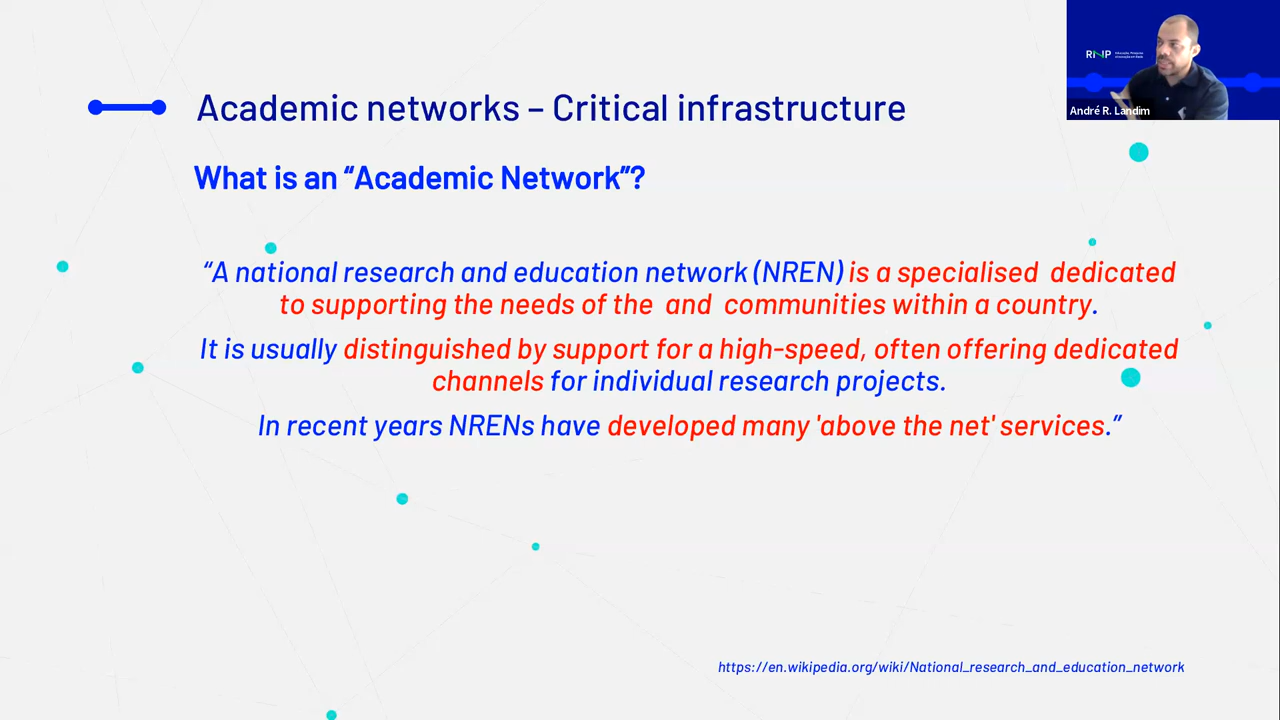 Academic networks – Critical infrastructure
What is an “Academic Network”?
“A national research and education network (NREN) is a specialised  dedicated
to supporting the needs of the  and  communities within a country.
It is usually distinguished by support for a high-speed, often offering dedicated
channels for individual research projects.
In recent years NRENs have developed many 'above the net' services.”
https://en.wikipedia.org/wiki/National_research_and_education_network
RNP
André R. Landim